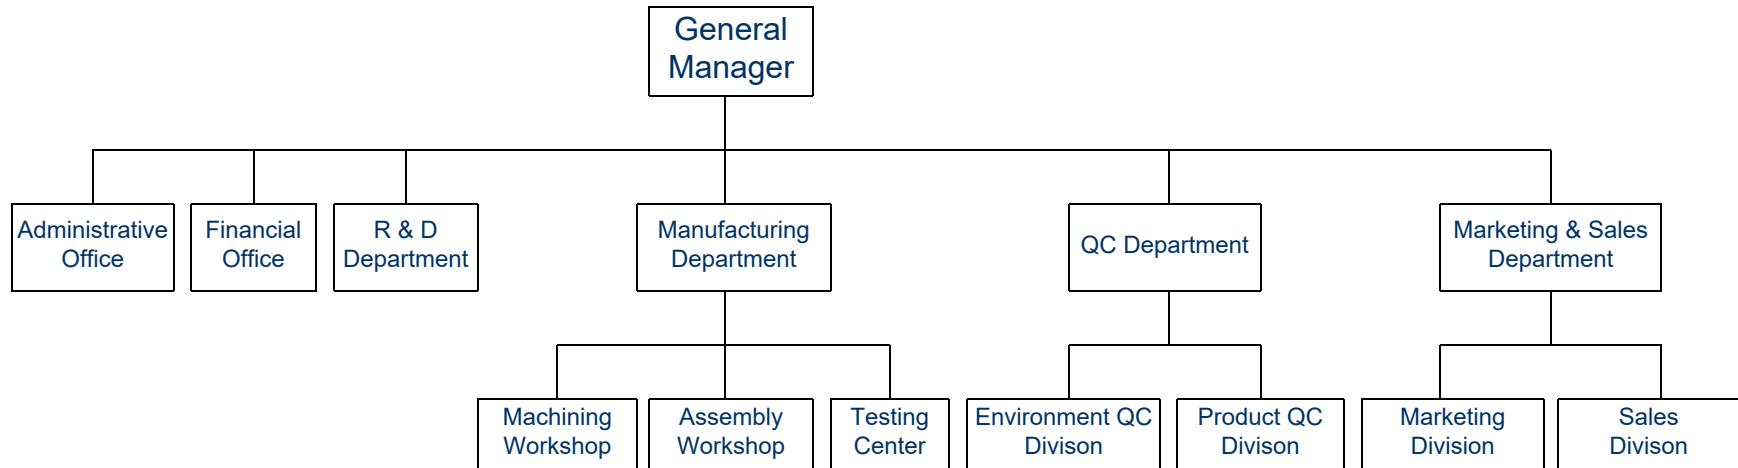 General
Manager
Administrative
Office
Financial
Office
R & D
Department
Manufacturing
Department
QC Department
Marketing & Sales
Department
Machining
Workshop
Assembly
Workshop
Testing
Center
Environment QC
Divison
Product QC
Divison
Marketing
Division
Sales
Divison